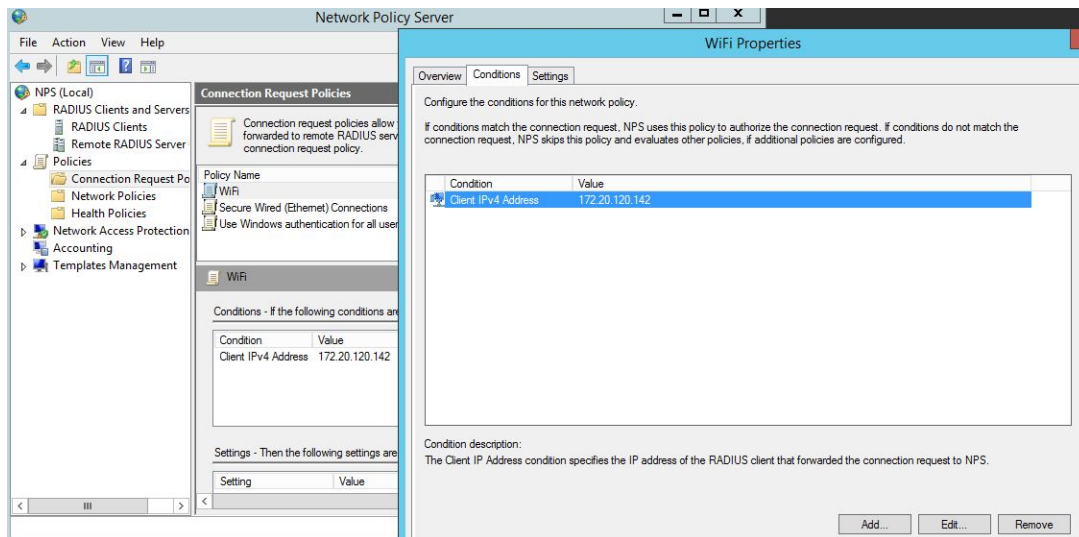 Network Policy Server
File Action View Help
NPS (Local)
RADIUS Clients and Servers
RADIUS Clients
Remote RADIUS Server
Policies
Connection Request Po
Network Policies
Health Policies
Network Access Protection
Accounting
Templates Management
Connection Request Policies
Connection request policies allow
forwarded to remote RADIUS serv
connection request policy.
Policy Name
WiFi
Secure Wired (Ethernet) Connections
Use Windows authentication for all user
WiFi
Conditions - If the following conditions are
Condition Value
Client IPv4 Address 172.20.120.142
Settings - Then the following settings are
Setting Value
WiFi Properties
Overview Conditions Settings
Configure the conditions for this network policy.
If conditions match the connection request, NPS uses this policy to authorize the connection request. If conditions do not match the
connection request, NPS skips this policy and evaluates other policies, if additional policies are configured.
Condition Value
Client IPv4 Address 172.20.120.142
Condition description:
The Client IP Address condition specifies the IP address of the RADIUS client that forwarded the connection request to NPS.
Add... Edit... Remove